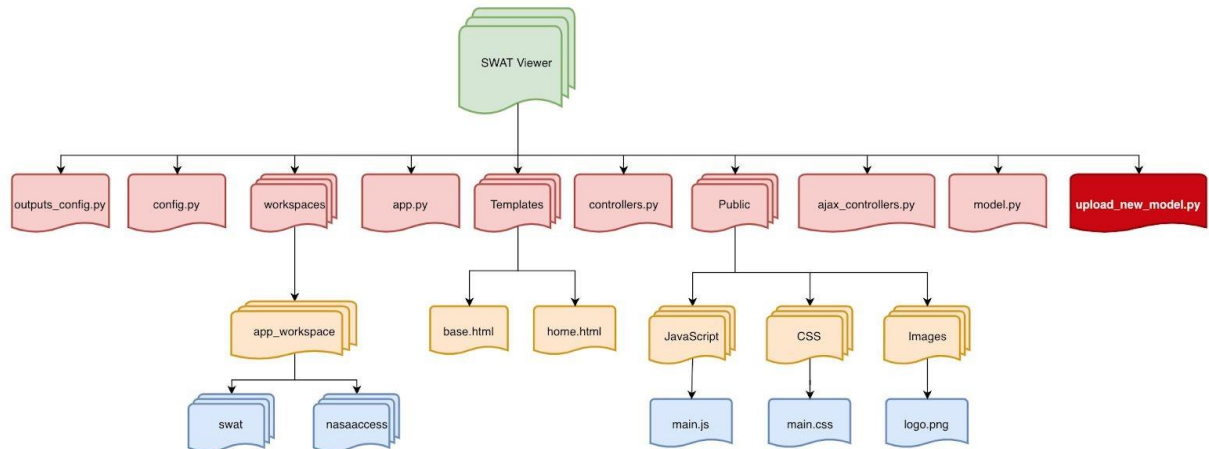 SWAT Viewer
outputs_config.py
config.py
workspaces
app.py
Templates
controllers.py
Public
ajax_controllers.py
model.py
upload_new_model.py
app_workspace
base.html
home.html
JavaScript
CSS
Images
swat
nasaaccess
main.js
main.css
logo.png